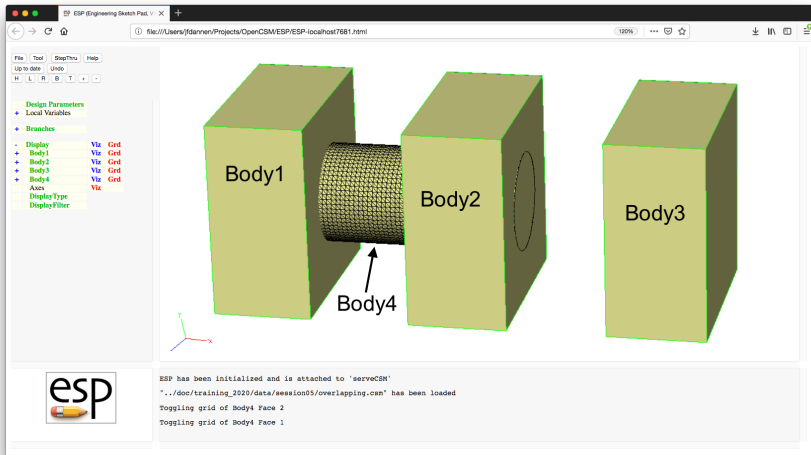 ESP (Engineering Sketch Pad, V
file:///Users/jfdannen/Projects/OpenCSM/ESP/ESP-localhost7681.html
120%
File Tool StepThru Help
Up to date Undo
H L R B T + -
Design Parameters
+ Local Variables
+ Branches
- Display Viz Grd
+ Body1 Viz Grd
+ Body2 Viz Grd
+ Body3 Viz Grd
+ Body4 Viz Grd
Axes Viz
DisplayType
DisplayFilter
Body1
Body2
Body3
Body4
Y
X
esp
ESP has been initialized and is attached to 'serveCSM'
"../doc/training_2020/data/session05/overlapping.csm" has been loaded
Toggling grid of Body4 Face 2
Toggling grid of Body4 Face 1